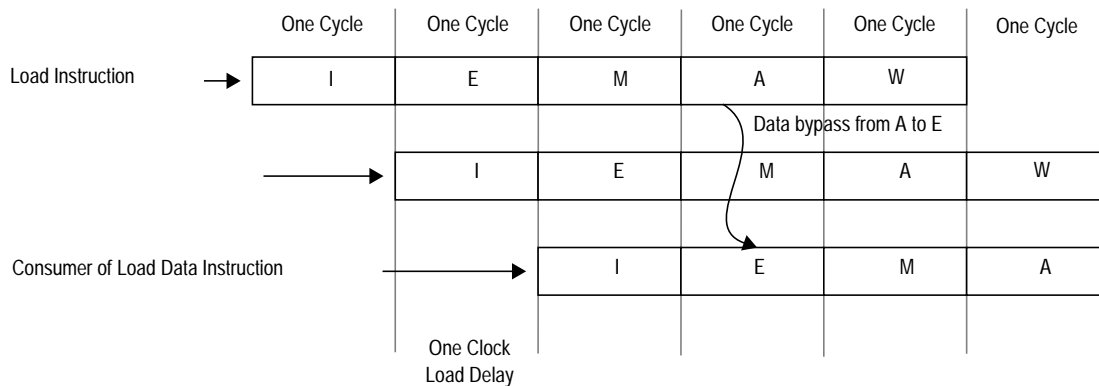 One Cycle One Cycle One Cycle One Cycle One Cycle One Cycle
Load Instruction I E M A W
Data bypass from A to E
I E M A W
Consumer of Load Data Instruction I E M A
One Clock
Load Delay